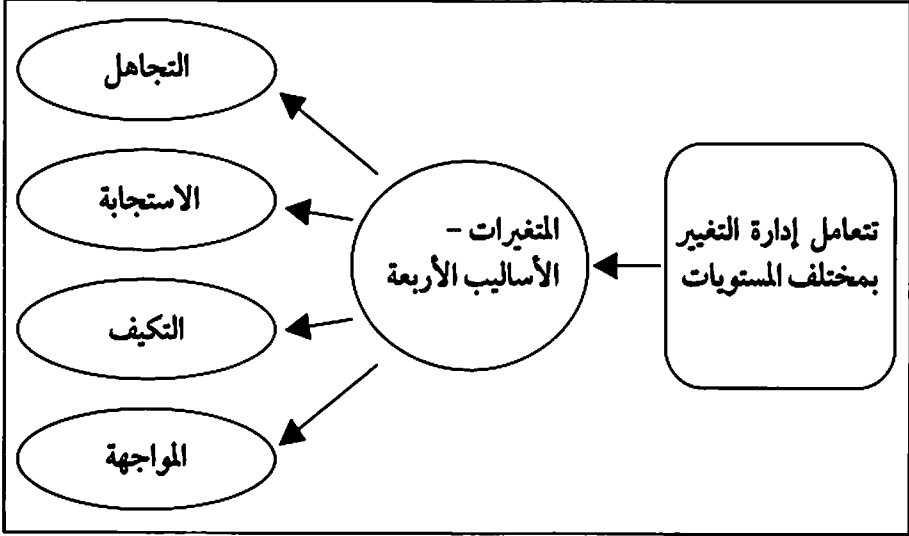 تتعامل إدارة التغيير
بمختلف المستويات
المتغيرات –
الأساليب الأربعة
التجاهل
الاستجابة
التكيف
المواجهة